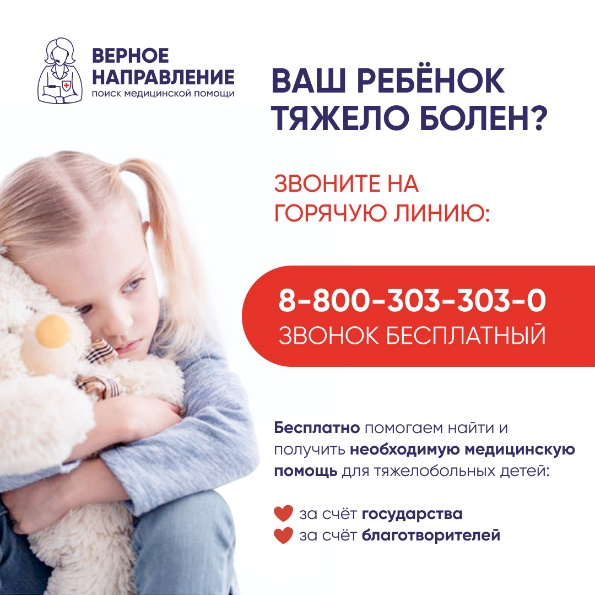 ВЕРНОЕ
НАПРАВЛЕНИЕ
ПОИСК МЕДИЦИНСКОЙ ПОМОЩИ
ВАШ РЕБЁНОК
ТЯЖЕЛО БОЛЕН?
ЗВОНИТЕ НА
ГОРЯЧУЮ ЛИНИЮ:
8-800-303-303-0
ЗВОНОК БЕСПЛАТНЫЙ
Бесплатно помогаем найти и
получить необходимую медицинскую
помощь для тяжелобольных детей:
за счёт государства
за счёт благотворителей